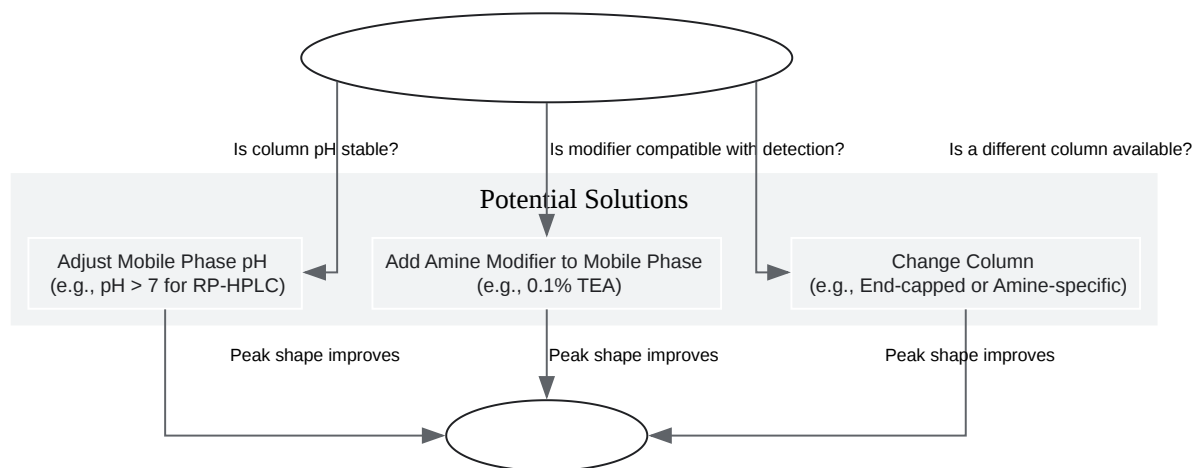 Is column pH stable?
Is modifier compatible with detection?
Is a different column available?
Potential Solutions
Adjust Mobile Phase pH
(e.g., pH > 7 for RP-HPLC)
Add Amine Modifier to Mobile Phase
(e.g., 0.1% TEA)
Change Column
(e.g., End-capped or Amine-specific)
Peak shape improves
Peak shape improves
Peak shape improves